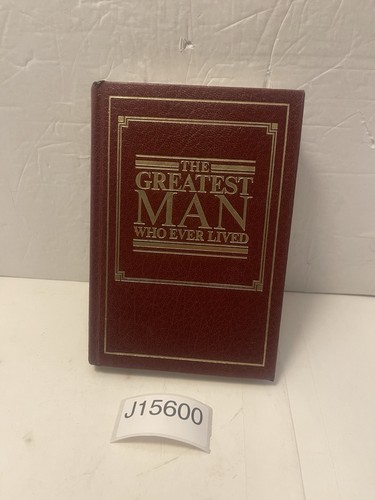 THE
GREATEST
MAN
WHO EVER LIVED
J15600